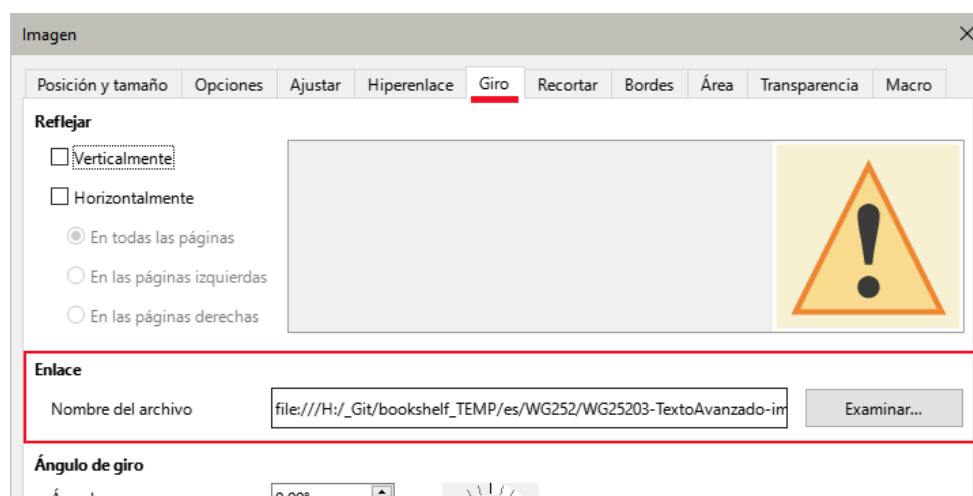 Imagen
Posición y tamaño Opciones Ajustar Hiperenlace Giro Recortar Bordes Área Transparencia Macro
Reflejar
Verticalmente
Horizontalmente
En todas las páginas
En las páginas izquierdas
En las páginas derechas
Enlace
Nombre del archivo file:///H:/_Git/bookshelf_TEMP/es/WG252/WG25203-TextoAvanzado-im Examinar...
Ángulo de giro